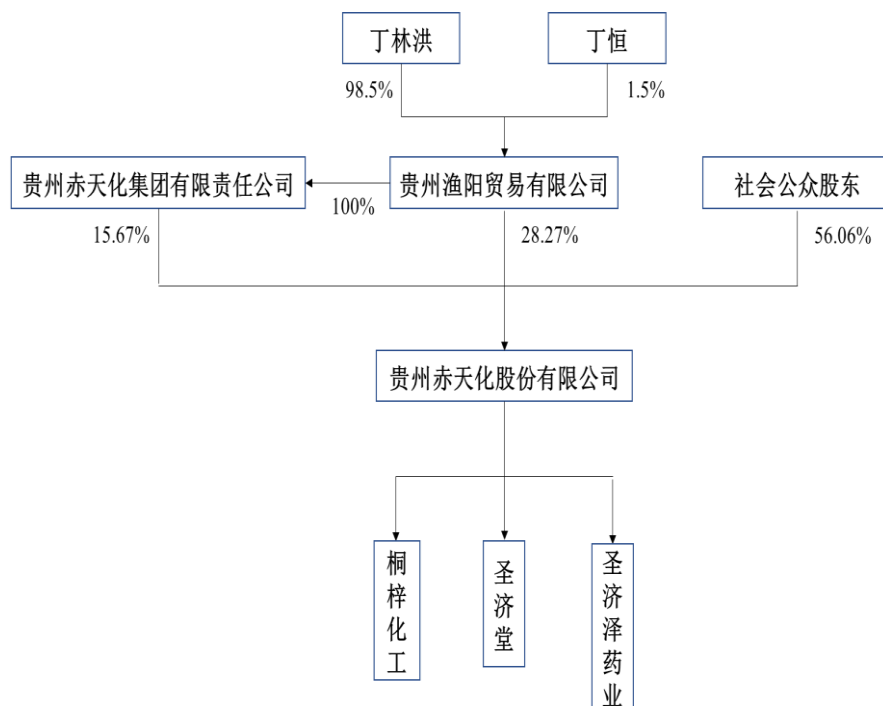 丁林洪
丁恒
98.5%
1.5%
贵州赤天化集团有限责任公司
贵州渔阳贸易有限公司
社会公众股东
100%
15.67%
28.27%
56.06%
贵州赤天化股份有限公司
桐梓化工
圣济堂
圣济泽药业